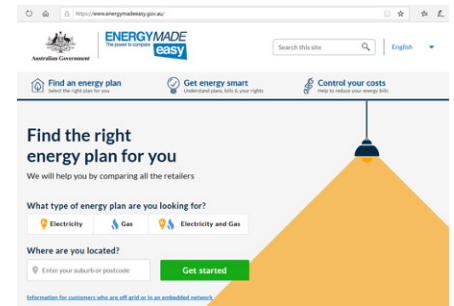 https://www.energymadeeasy.gov.au/
Australian Government
ENERGY MADE
The power to compare
easy
Search this site
English
Find an energy plan
Select the right plan for you
Get energy smart
Understand plans, bills & your rights
Control your costs
Help to reduce your energy bills
Find the right
energy plan for you
We will help you by comparing all the retailers
What type of energy plan are you looking for?
Electricity
Gas
Electricity and Gas
Where are you located?
Enter your suburb or postcode
Get started
Information for customers who are off grid or in an embedded network